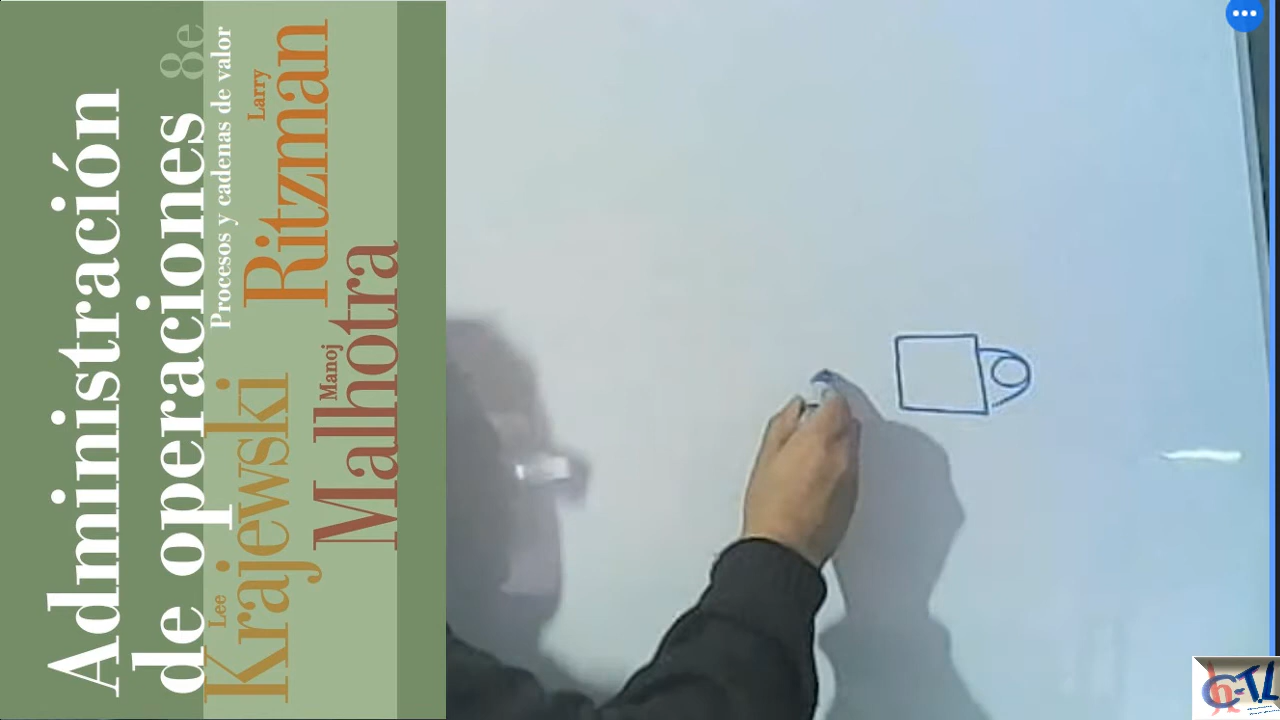 Administración
de operaciones 8e
Procesos y cadenas de valor
Lee Krajewski
Larry Ritzman
Manoj Malhotra